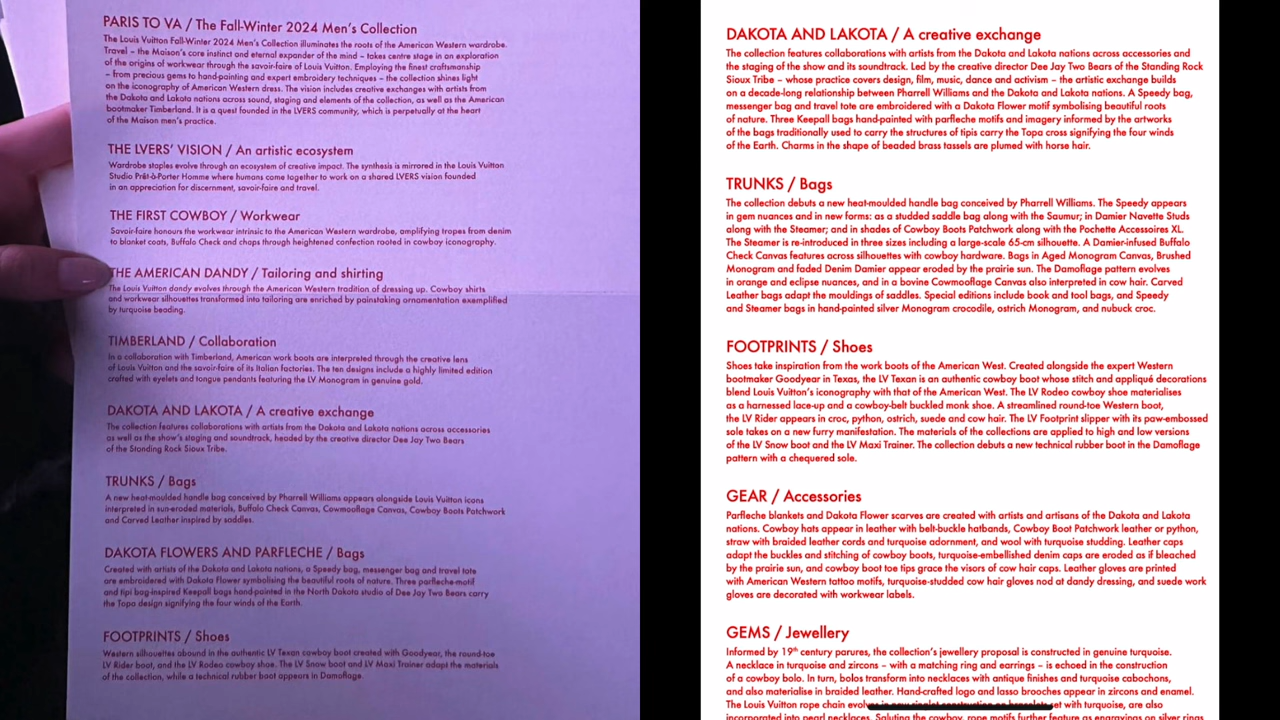 PARIS TO VA / The Fall-Winter 2024 Men's Collection
The Louis Vuitton Fall-Winter 2024 Men's Collection illuminates the roots of the American Western wardrobe.
Travel – the Maison's core instinct and eternal expander of the mind – takes centre stage in an exploration
of the origins of workwear through the savoir-faire of Louis Vuitton. Employing the finest craftsmanship
– from precious gems to hand-painting and expert embroidery techniques – the collection shines light
on the iconography of American Western dress. The vision includes creative exchanges with artists from
the Dakota and Lakota nations across sound, staging and elements of the collection, as well as the American
bootmaker Timberland. It is a quest founded in the LVERS community, which is perpetually at the heart
of the Maison men's practice.
THE LVERS' VISION / An artistic ecosystem
Wardrobe staples evolve through an ecosystem of creative impact. The synthesis is mirrored in the Louis Vuitton
Studio Prêt-à-Porter Homme where humans come together to work on a shared LVERS vision founded
in an appreciation for discernment, savoir-faire and travel.
THE FIRST COWBOY / Workwear
Savoir-faire honours the workwear intrinsic to the American Western wardrobe, amplifying tropes from denim
to blanket coats, Buffalo Check and chaps through heightened confection rooted in cowboy iconography.
THE AMERICAN DANDY / Tailoring and shirting
The Louis Vuitton dandy evolves through the American Western tradition of dressing up. Cowboy shirts
and workwear silhouettes transformed into tailoring are enriched by painstaking ornamentation exemplified
by turquoise beading.
TIMBERLAND / Collaboration
In a collaboration with Timberland, American work boots are interpreted through the creative lens
of Louis Vuitton and the savoir-faire of its Italian factories. The ten designs include a highly limited edition
crafted with eyelets and tongue pendants featuring the LV Monogram in genuine gold.
DAKOTA AND LAKOTA / A creative exchange
The collection features collaborations with artists from the Dakota and Lakota nations across accessories
as well as the show's staging and soundtrack, headed by the creative director Dee Jay Two Bears
of the Standing Rock Sioux Tribe.
TRUNKS / Bags
A new heat-moulded handle bag conceived by Pharrell Williams appears alongside Louis Vuitton icons
interpreted in sun-eroded materials, Buffalo Check Canvas, Cowmooflage Canvas, Cowboy Boots Patchwork
and Carved Leather inspired by saddles.
DAKOTA FLOWERS AND PARFLECHE / Bags
Created with artists of the Dakota and Lakota nations, a Speedy bag, messenger bag and travel tote
are embroidered with Dakota Flower symbolising the beautiful roots of nature. Three parfleche-motif
and tipi bag-inspired Keepall bags hand-painted in the North Dakota studio of Dee Jay Two Bears carry
the Topa design signifying the four winds of the Earth.
FOOTPRINTS / Shoes
Western silhouettes abound in the authentic LV Texan cowboy boot created with Goodyear, the round-toe
LV Rider boot, and the LV Rodeo cowboy shoe. The LV Snow boot and LV Maxi Trainer adapt the materials
of the collection, while a technical rubber boot appears in Damoflage.
DAKOTA AND LAKOTA / A creative exchange
The collection features collaborations with artists from the Dakota and Lakota nations across accessories and
the staging of the show and its soundtrack. Led by the creative director Dee Jay Two Bears of the Standing Rock
Sioux Tribe – whose practice covers design, film, music, dance and activism – the artistic exchange builds
on a decade-long relationship between Pharrell Williams and the Dakota and Lakota nations. A Speedy bag,
messenger bag and travel tote are embroidered with a Dakota Flower motif symbolising beautiful roots
of nature. Three Keepall bags hand-painted with parfleche motifs and imagery informed by the artworks
of the bags traditionally used to carry the structures of tipis carry the Topa cross signifying the four winds
of the Earth. Charms in the shape of beaded brass tassels are plumed with horse hair.
TRUNKS / Bags
The collection debuts a new heat-moulded handle bag conceived by Pharrell Williams. The Speedy appears
in gem nuances and in new forms: as a studded saddle bag along with the Saumur; in Damier Navette Studs
along with the Steamer; and in shades of Cowboy Boots Patchwork along with the Pochette Accessoires XL.
The Steamer is re-introduced in three sizes including a large-scale 65-cm silhouette. A Damier-infused Buffalo
Check Canvas features across silhouettes with cowboy hardware. Bags in Aged Monogram Canvas, Brushed
Monogram and faded Denim Damier appear eroded by the prairie sun. The Damoflage pattern evolves
in orange and eclipse nuances, and in a bovine Cowmooflage Canvas also interpreted in cow hair. Carved
Leather bags adapt the mouldings of saddles. Special editions include book and tool bags, and Speedy
and Steamer bags in hand-painted silver Monogram crocodile, ostrich Monogram, and nubuck croc.
FOOTPRINTS / Shoes
Shoes take inspiration from the work boots of the American West. Created alongside the expert Western
bootmaker Goodyear in Texas, the LV Texan is an authentic cowboy boot whose stitch and appliqué decorations
blend Louis Vuitton's iconography with that of the American West. The LV Rodeo cowboy shoe materialises
as a harnessed lace-up and a cowboy-belt buckled monk shoe. A streamlined round-toe Western boot,
the LV Rider appears in croc, python, ostrich, suede and cow hair. The LV Footprint slipper with its paw-embossed
sole takes on a new furry manifestation. The materials of the collections are applied to high and low versions
of the LV Snow boot and the LV Maxi Trainer. The collection debuts a new technical rubber boot in the Damoflage
pattern with a chequered sole.
GEAR / Accessories
Parfleche blankets and Dakota Flower scarves are created with artists and artisans of the Dakota and Lakota
nations. Cowboy hats appear in leather with belt-buckle hatbands, Cowboy Boot Patchwork leather or python,
straw with braided leather cords and turquoise adornment, and wool with turquoise studding. Leather caps
adapt the buckles and stitching of cowboy boots, turquoise-embellished denim caps are eroded as if bleached
by the prairie sun, and cowboy boot toe tips grace the visors of cow hair caps. Leather gloves are printed
with American Western tattoo motifs, turquoise-studded cow hair gloves nod at dandy dressing, and suede work
gloves are decorated with workwear labels.
GEMS / Jewellery
Informed by 19th century parures, the collection's jewellery proposal is constructed in genuine turquoise.
A necklace in turquoise and zircons – with a matching ring and earrings – is echoed in the construction
of a cowboy bolo. In turn, bolos transform into necklaces with antique finishes and turquoise cabochons,
and also materialise in braided leather. Hand-crafted logo and lasso brooches appear in zircons and enamel.
The Louis Vuitton rope chain evolves set with turquoise, are also
incorporated into pearl necklaces. Saluting the cowboy, rope motifs further feature as engravings on silver rings